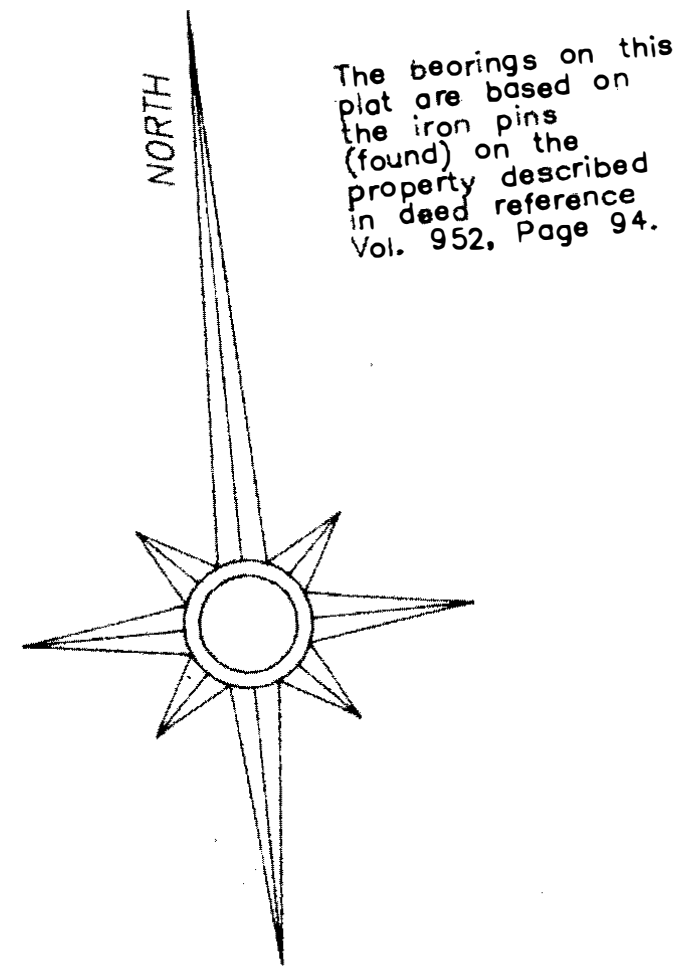 NORTH
The bearings on this
plat are based on
the iron pins
(found) on the
property described
in deed reference
Vol. 952, Page 94.